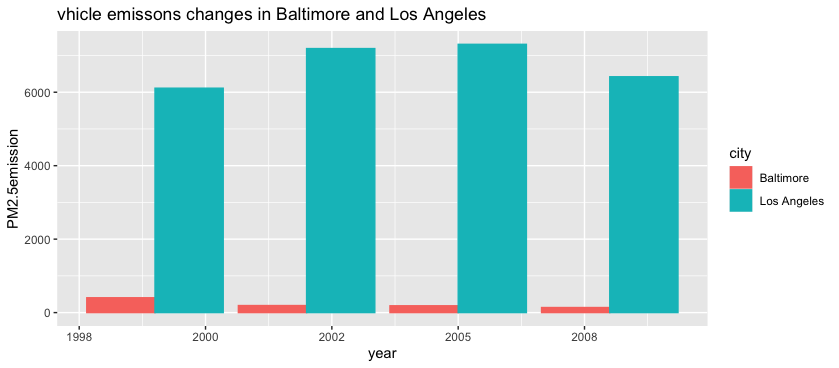 vhicle emissons changes in Baltimore and Los Angeles
PM2.5emission
6000
4000
2000
0
1998
2000
2002
2005
2008
year
city
Baltimore
Los Angeles